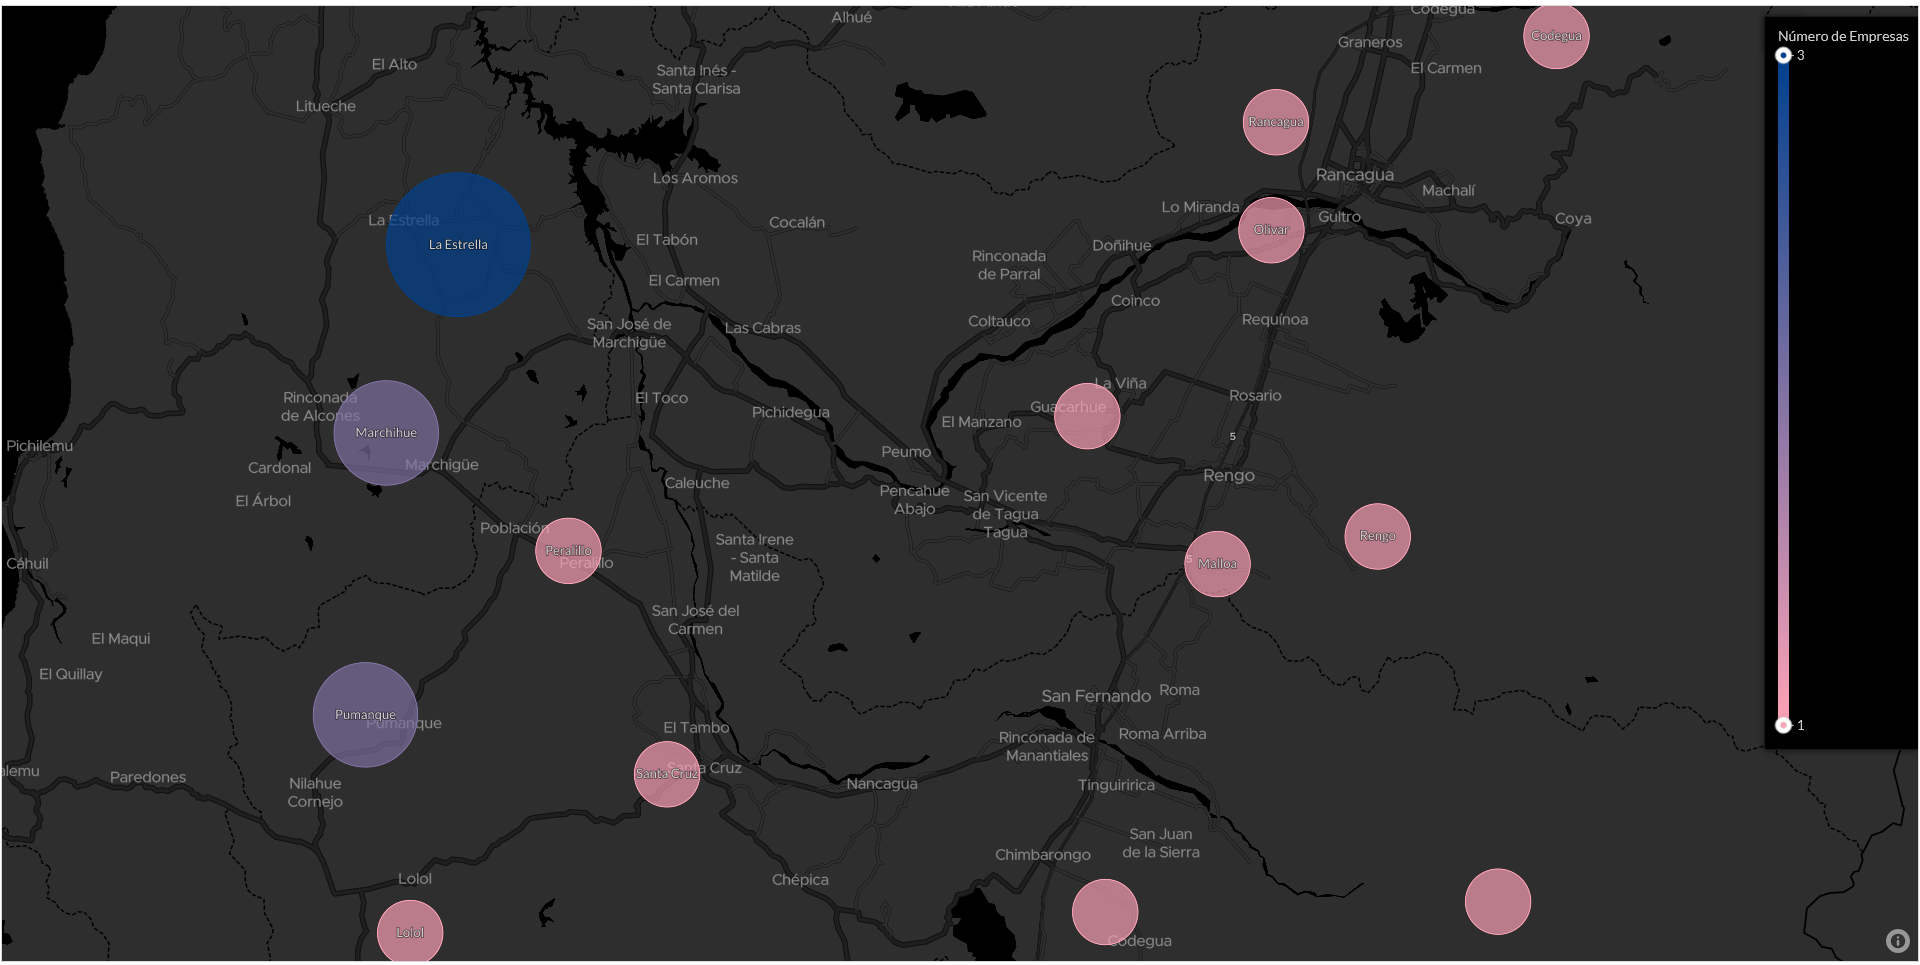 Alhué
Codegua
Codegua
Número de Empresas
3
Graneros
El Alto
Santa Inés -
Santa Clarisa
El Carmen
Litueche
Rancagua
Los Aromos
Rancagua
Machalí
Lo Miranda
Gultro
Coya
La Estrella
La Estrella
Cocalán
Olivar
El Tabón
Doñihue
Rinconada
de Parral
El Carmen
Coinco
Coltauco
Requínoa
San José de
Marchigüe
Las Cabras
La Viña
Rinconada
de Alcones
El Toco
Pichidegua
Guacarhue
Rosario
El Manzano
Marchihue
5
Pichilemu
Peumo
Cardonal
Marchigüe
Rengo
Caleuche
Pencahue
Abajo
San Vicente
de Tagua
Tagua
El Árbol
Población
Peralillo
Peralillo
Santa Irene
- Santa
Matilde
Rengo
5
Malloa
Cáhuil
San José del
Carmen
El Maqui
El Quillay
San Fernando
Roma
Pumanque
Pumanque
El Tambo
Rinconada de
Manantiales
Roma Arriba
1
alemu
Paredones
Santa Cruz
Santa Cruz
Nilahue
Cornejo
Nancagua
Tinguiririca
San Juan
de la Sierra
Chimbarongo
Lolol
Chépica
Lolol
Codegua